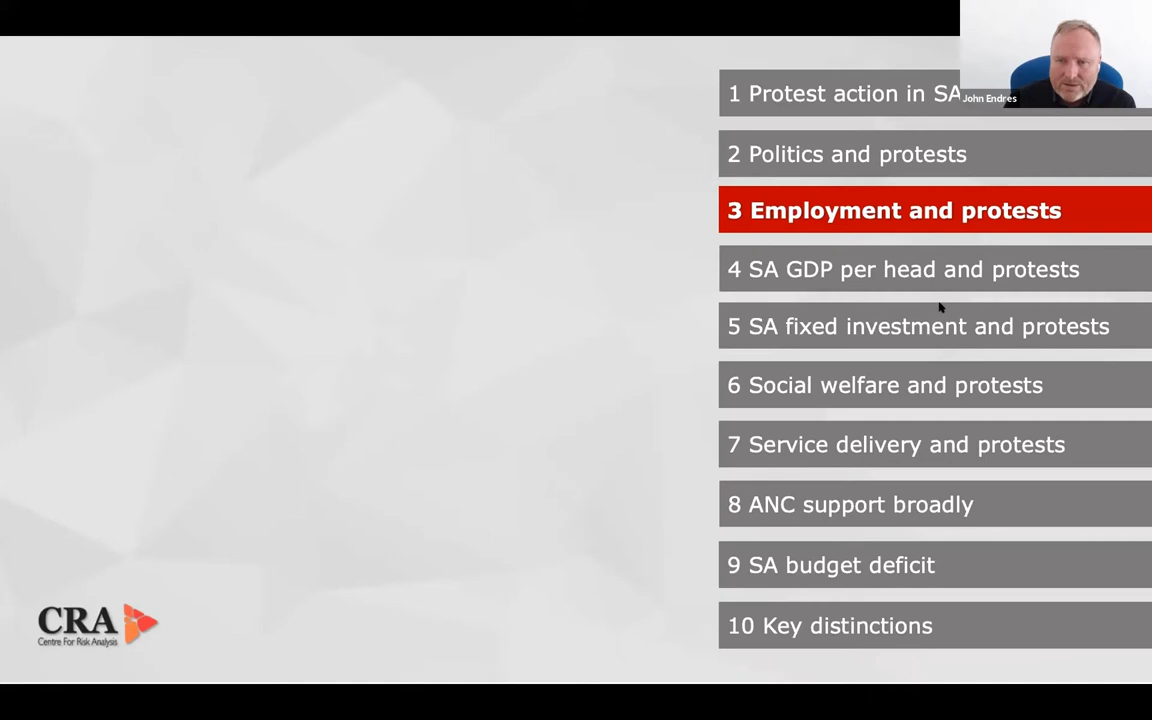 1 Protest action in SA
John Endres
2 Politics and protests
3 Employment and protests
4 SA GDP per head and protests
5 SA fixed investment and protests
6 Social welfare and protests
7 Service delivery and protests
8 ANC support broadly
9 SA budget deficit
10 Key distinctions
CRA
Centre For Risk Analysis